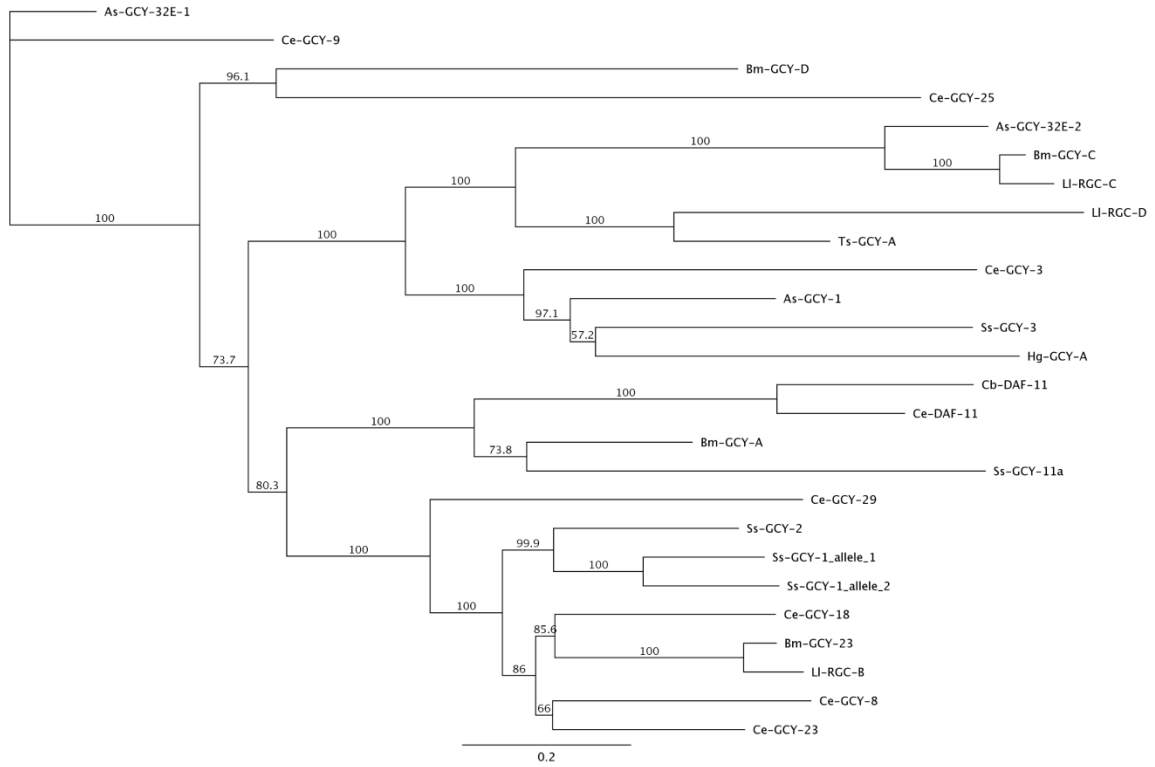 As-GCY-32E-1
Ce-GCY-9
96.1
Bm-GCY-D
Ce-GCY-25
As-GCY-32E-2
100
Bm-GCY-C
100
LI-RGC-C
100
LI-RGC-D
100
100
Ts-GCY-A
100
Ce-GCY-3
100
As-GCY-1
97.1
Ss-GCY-3
57.2
Hg-GCY-A
73.7
Cb-DAF-11
100
Ce-DAF-11
100
Bm-GCY-A
73.8
Ss-GCY-11a
80.3
Ce-GCY-29
Ss-GCY-2
99.9
100
Ss-GCY-1_allele_1
100
Ss-GCY-1_allele_2
100
Ce-GCY-18
85.6
Bm-GCY-23
100
LI-RGC-B
86
Ce-GCY-8
66
Ce-GCY-23
0.2